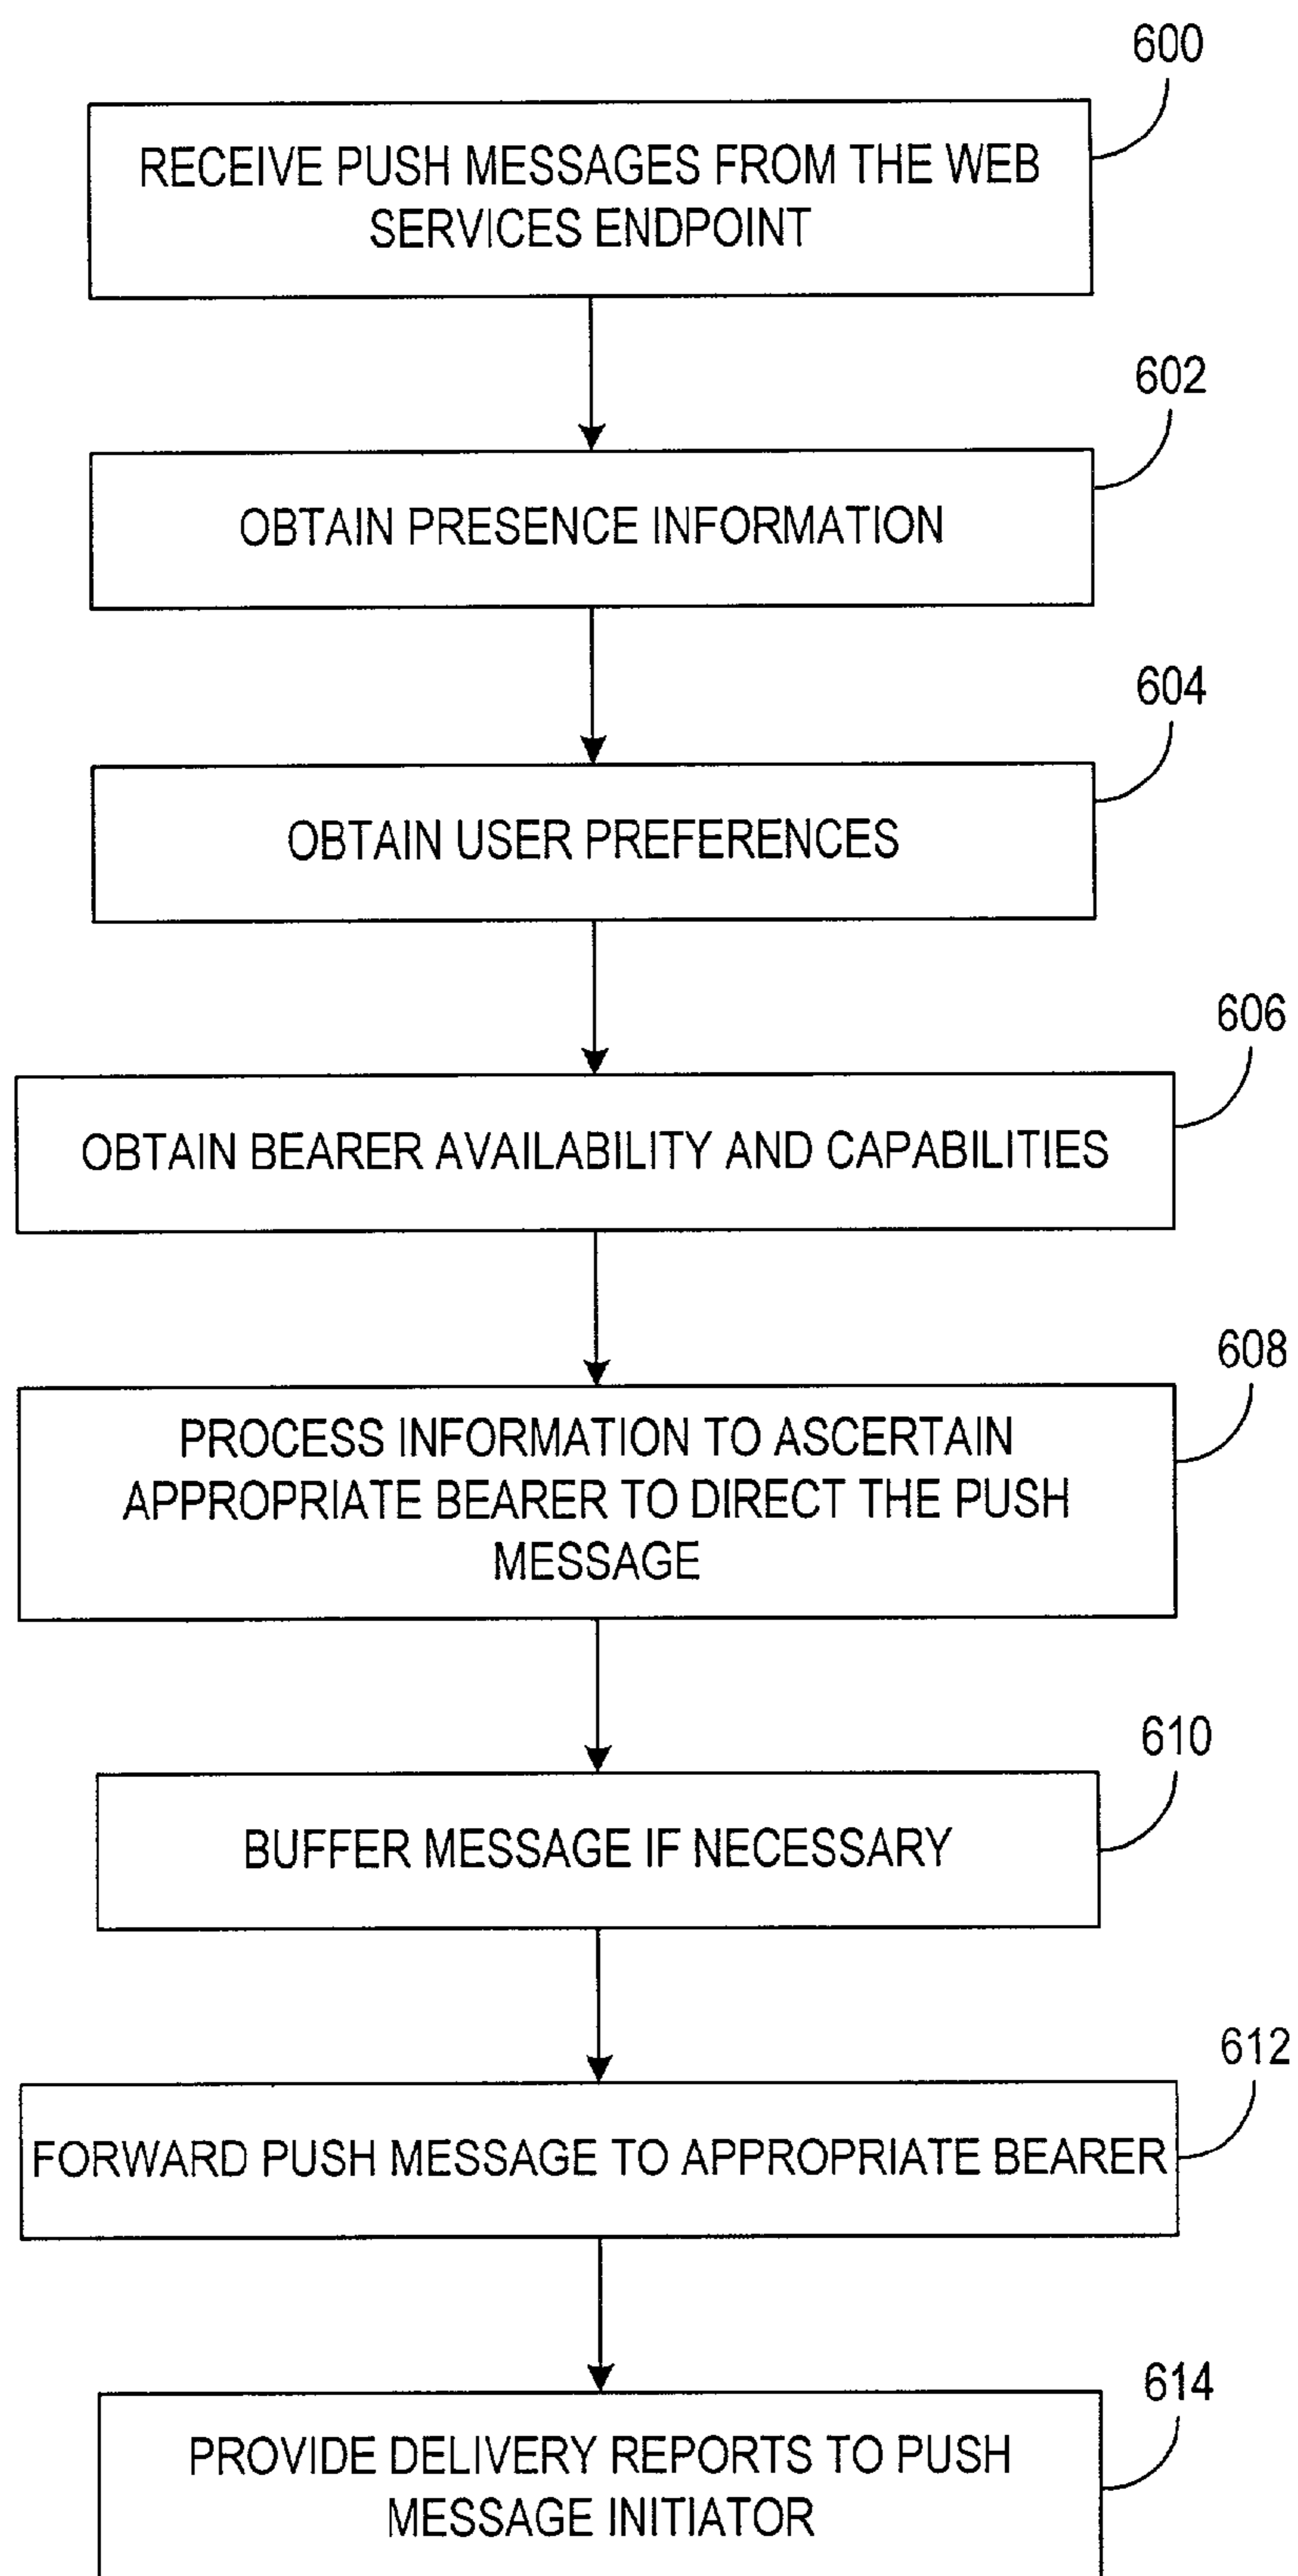 600
RECEIVE PUSH MESSAGES FROM THE WEB
SERVICES ENDPOINT
602
OBTAIN PRESENCE INFORMATION
604
OBTAIN USER PREFERENCES
606
OBTAIN BEARER AVAILABILITY AND CAPABILITIES
608
PROCESS INFORMATION TO ASCERTAIN
APPROPRIATE BEARER TO DIRECT THE PUSH
MESSAGE
610
BUFFER MESSAGE IF NECESSARY
612
FORWARD PUSH MESSAGE TO APPROPRIATE BEARER
614
PROVIDE DELIVERY REPORTS TO PUSH
MESSAGE INITIATOR